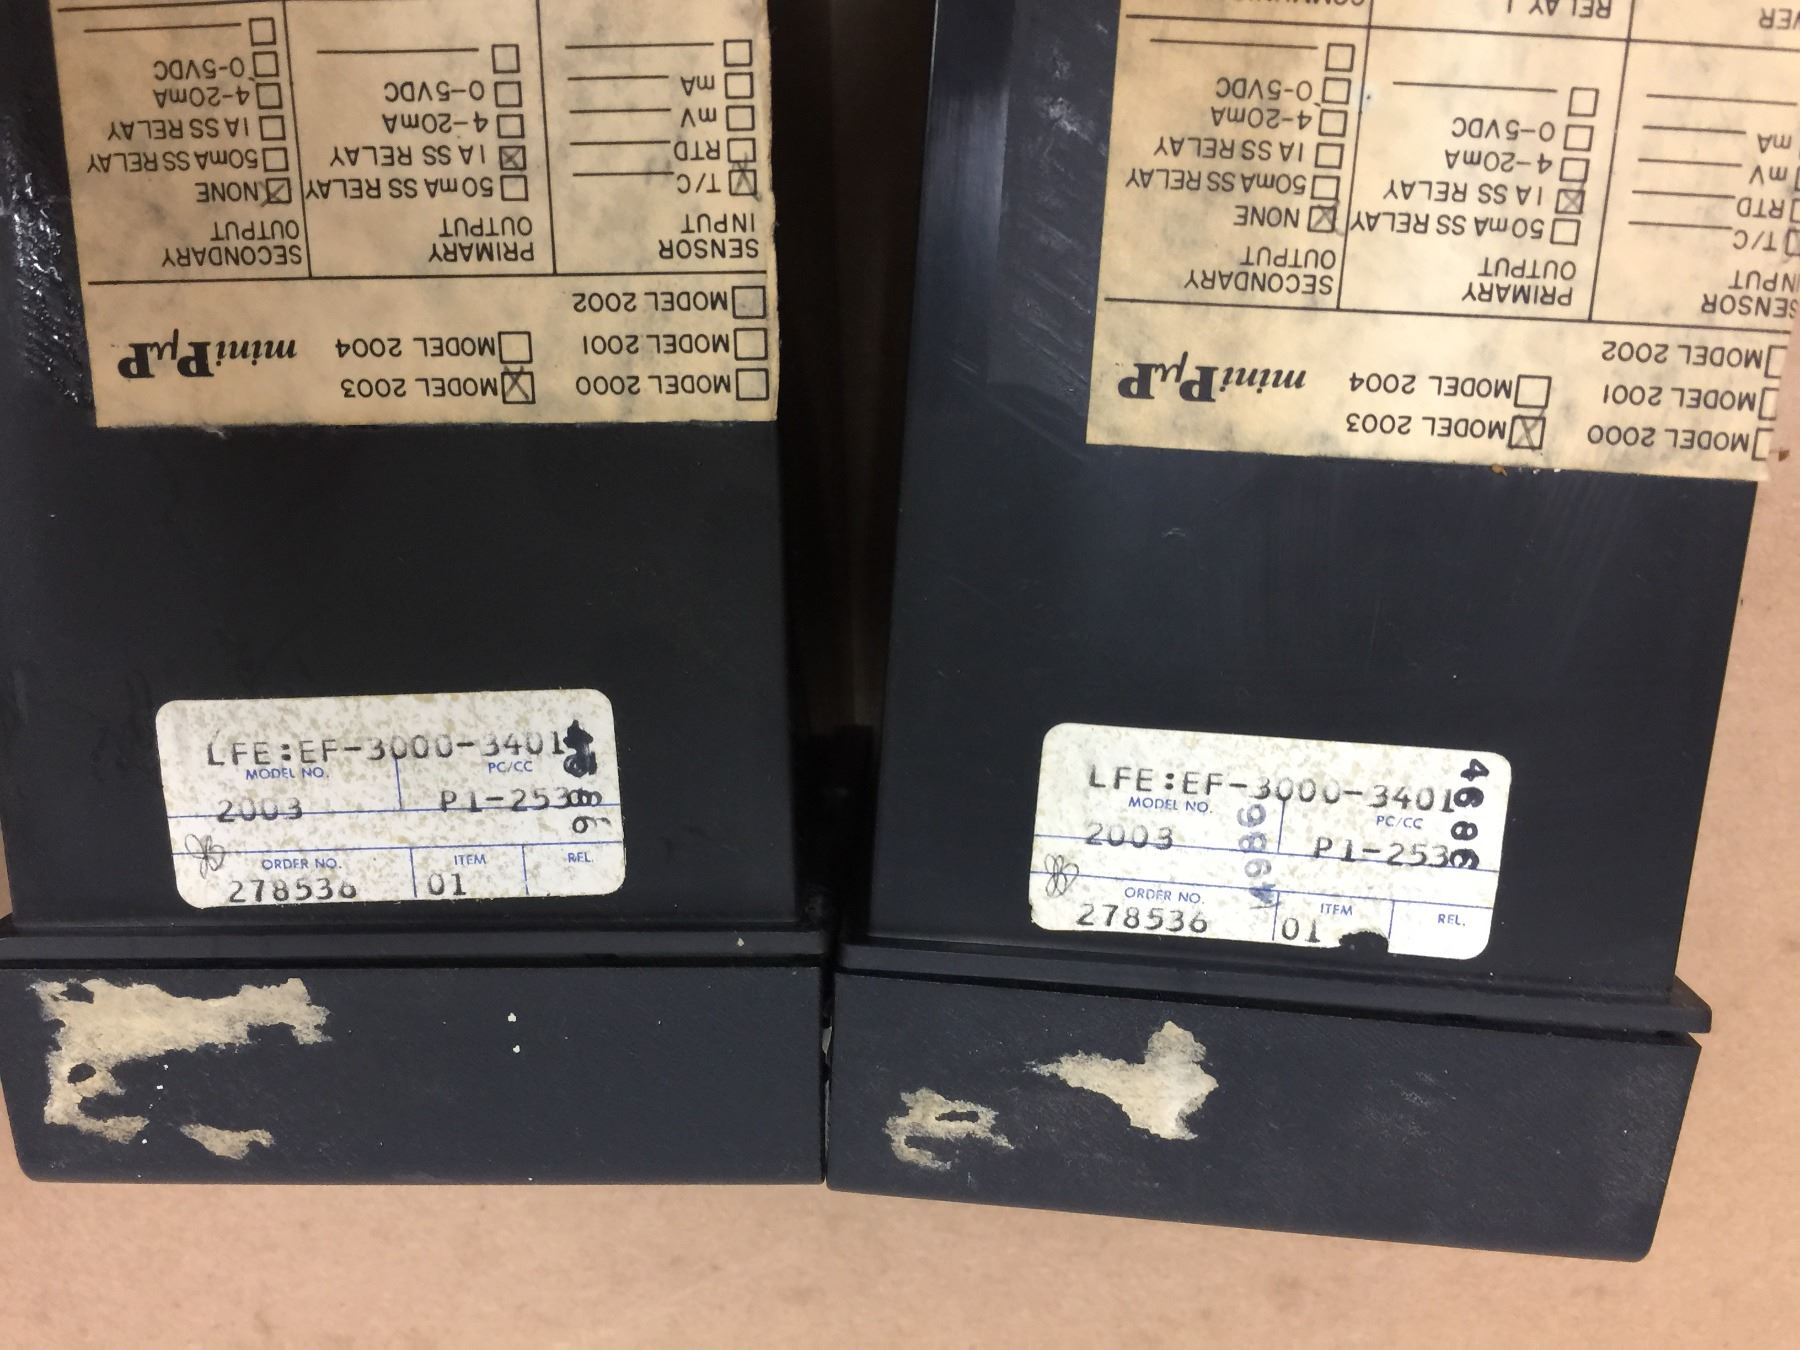 MODEL 2000
MODEL 2003
MODEL 2001
MODEL 2004
miniPμP
MODEL 2002
SENSOR INPUT
PRIMARY OUTPUT
SECONDARY OUTPUT
T/C
50mA SS RELAY
NONE
RTD
1A SS RELAY
50mA SS RELAY
mV
4-20mA
1A SS RELAY
mA
0-5VDC
4-20mA
0-5VDC
LFE:EF-3000-3401
MODEL NO.
PC/CC
2003
P1-253
ORDER NO.
ITEM
REL.
278536
01
MODEL 2000
MODEL 2003
MODEL 2001
MODEL 2004
miniPμP
MODEL 2002
SENSOR
INPUT
PRIMARY OUTPUT
SECONDARY OUTPUT
T/C
50mA SS RELAY
NONE
RTD
1A SS RELAY
50mA SS RELAY
mV
4-20mA
1A SS RELAY
mA
0-5VDC
4-20mA
0-5VDC
RELAY
LFE:EF-3000-3401
MODEL NO.
PC/CC
2003
P1-253
4686
ORDER NO.
ITEM
REL.
278536
01